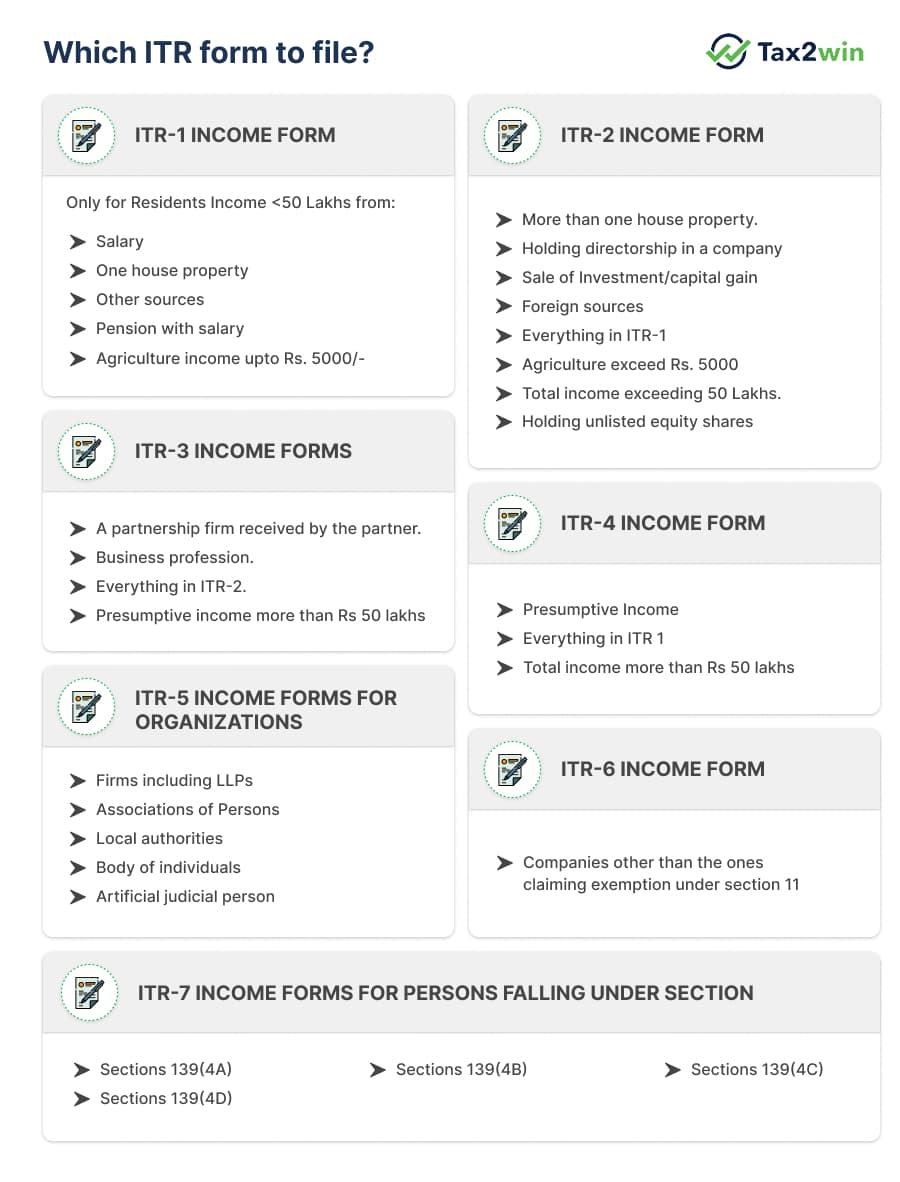 Which ITR form to file?
Tax2win
ITR-1 INCOME FORM
Only for Residents Income <50 Lakhs from:
Salary
One house property
Other sources
Pension with salary
Agriculture income upto Rs. 5000/-
ITR-2 INCOME FORM
More than one house property.
Holding directorship in a company
Sale of Investment/capital gain
Foreign sources
Everything in ITR-1
Agriculture exceed Rs. 5000
Total income exceeding 50 Lakhs.
Holding unlisted equity shares
ITR-3 INCOME FORMS
A partnership firm received by the partner.
Business profession.
Everything in ITR-2.
Presumptive income more than Rs 50 lakhs
ITR-4 INCOME FORM
Presumptive Income
Everything in ITR 1
Total income more than Rs 50 lakhs
ITR-5 INCOME FORMS FOR
ORGANIZATIONS
Firms including LLPs
Associations of Persons
Local authorities
Body of individuals
Artificial judicial person
ITR-6 INCOME FORM
Companies other than the ones
claiming exemption under section 11
ITR-7 INCOME FORMS FOR PERSONS FALLING UNDER SECTION
Sections 139(4A)
Sections 139(4B)
Sections 139(4C)
Sections 139(4D)